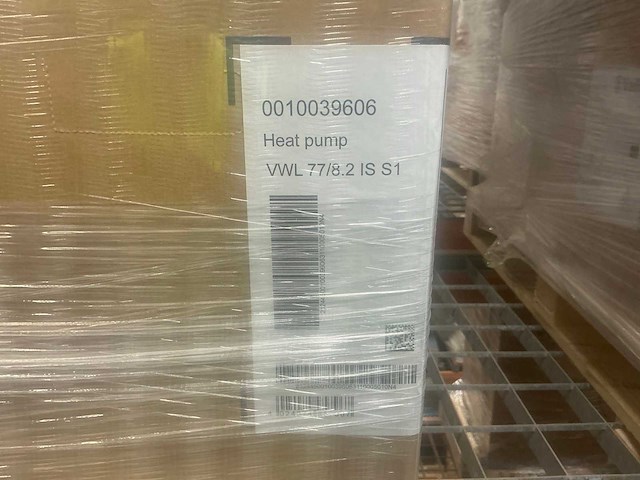 0010039606
Heat pump
VWL 77/8.2 IS S1